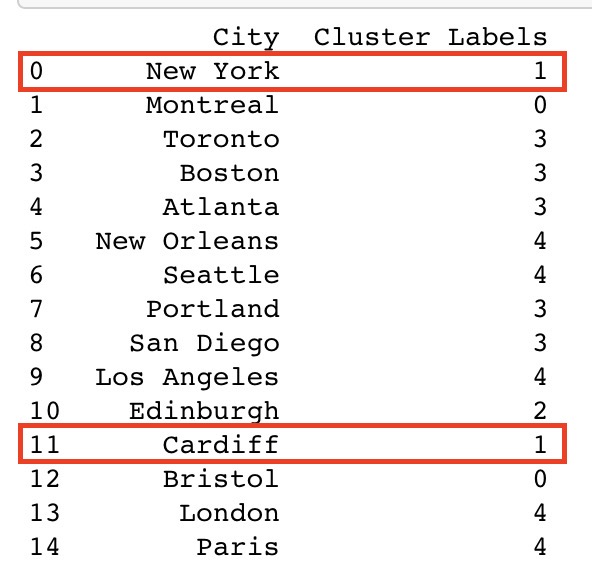 City Cluster Labels
0 New York 1
1 Montreal 0
2 Toronto 3
3 Boston 3
4 Atlanta 3
5 New Orleans 4
6 Seattle 4
7 Portland 3
8 San Diego 3
9 Los Angeles 4
10 Edinburgh 2
11 Cardiff 1
12 Bristol 0
13 London 4
14 Paris 4